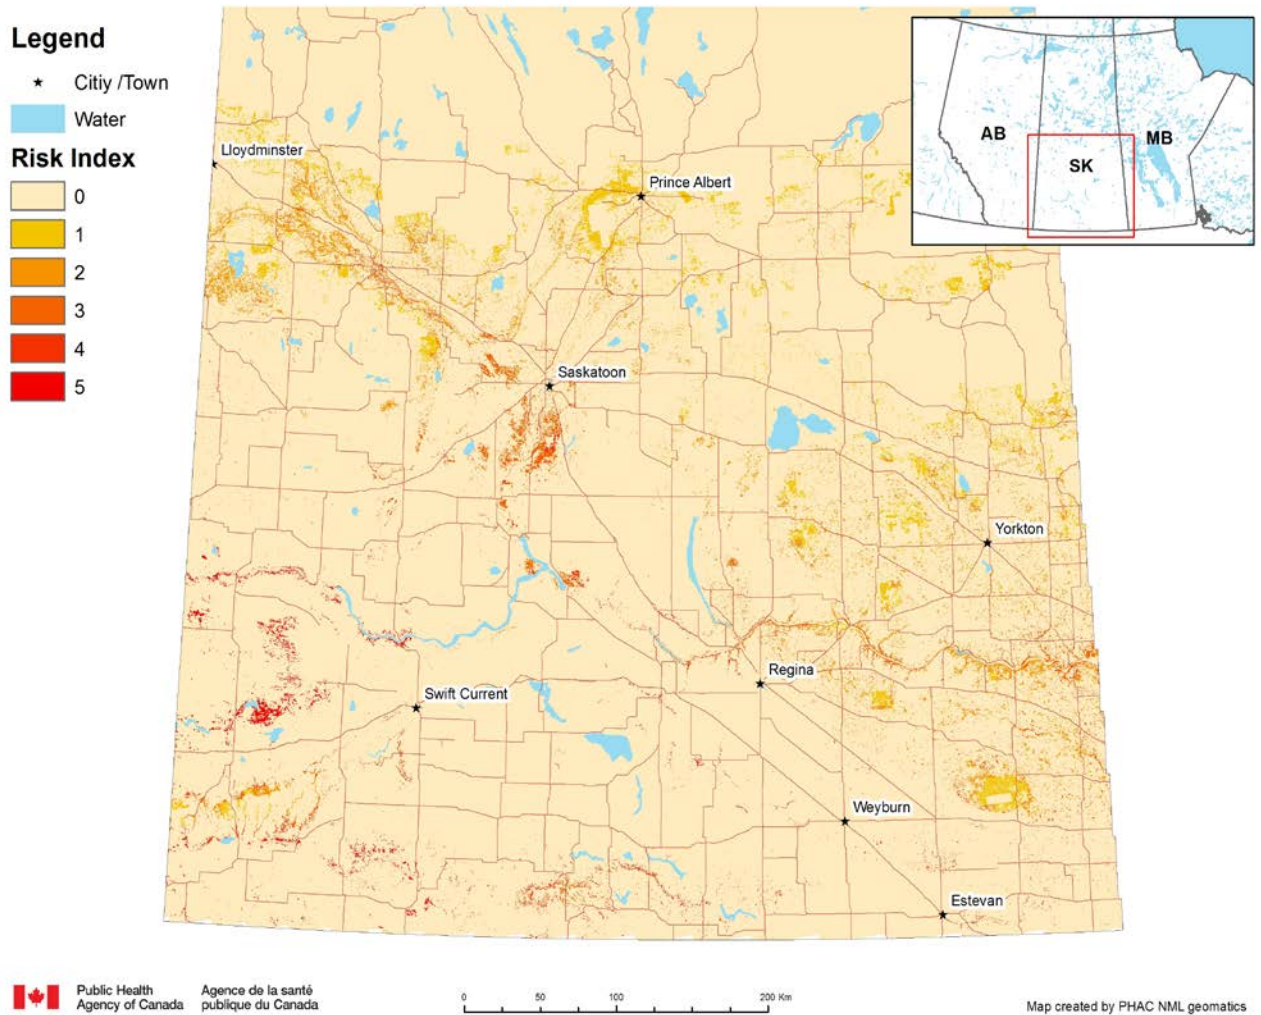 Legend
Citiy /Town
Water
Risk Index
0
1
2
3
4
5
Lloydminster
Prince Albert
Saskatoon
Yorkton
Regina
Swift Current
Weyburn
Estevan
AB
SK
MB
Public Health
Agency of Canada
Agence de la santé
publique du Canada
0 50 100 200 Km
Map created by PHAC NML geomatics